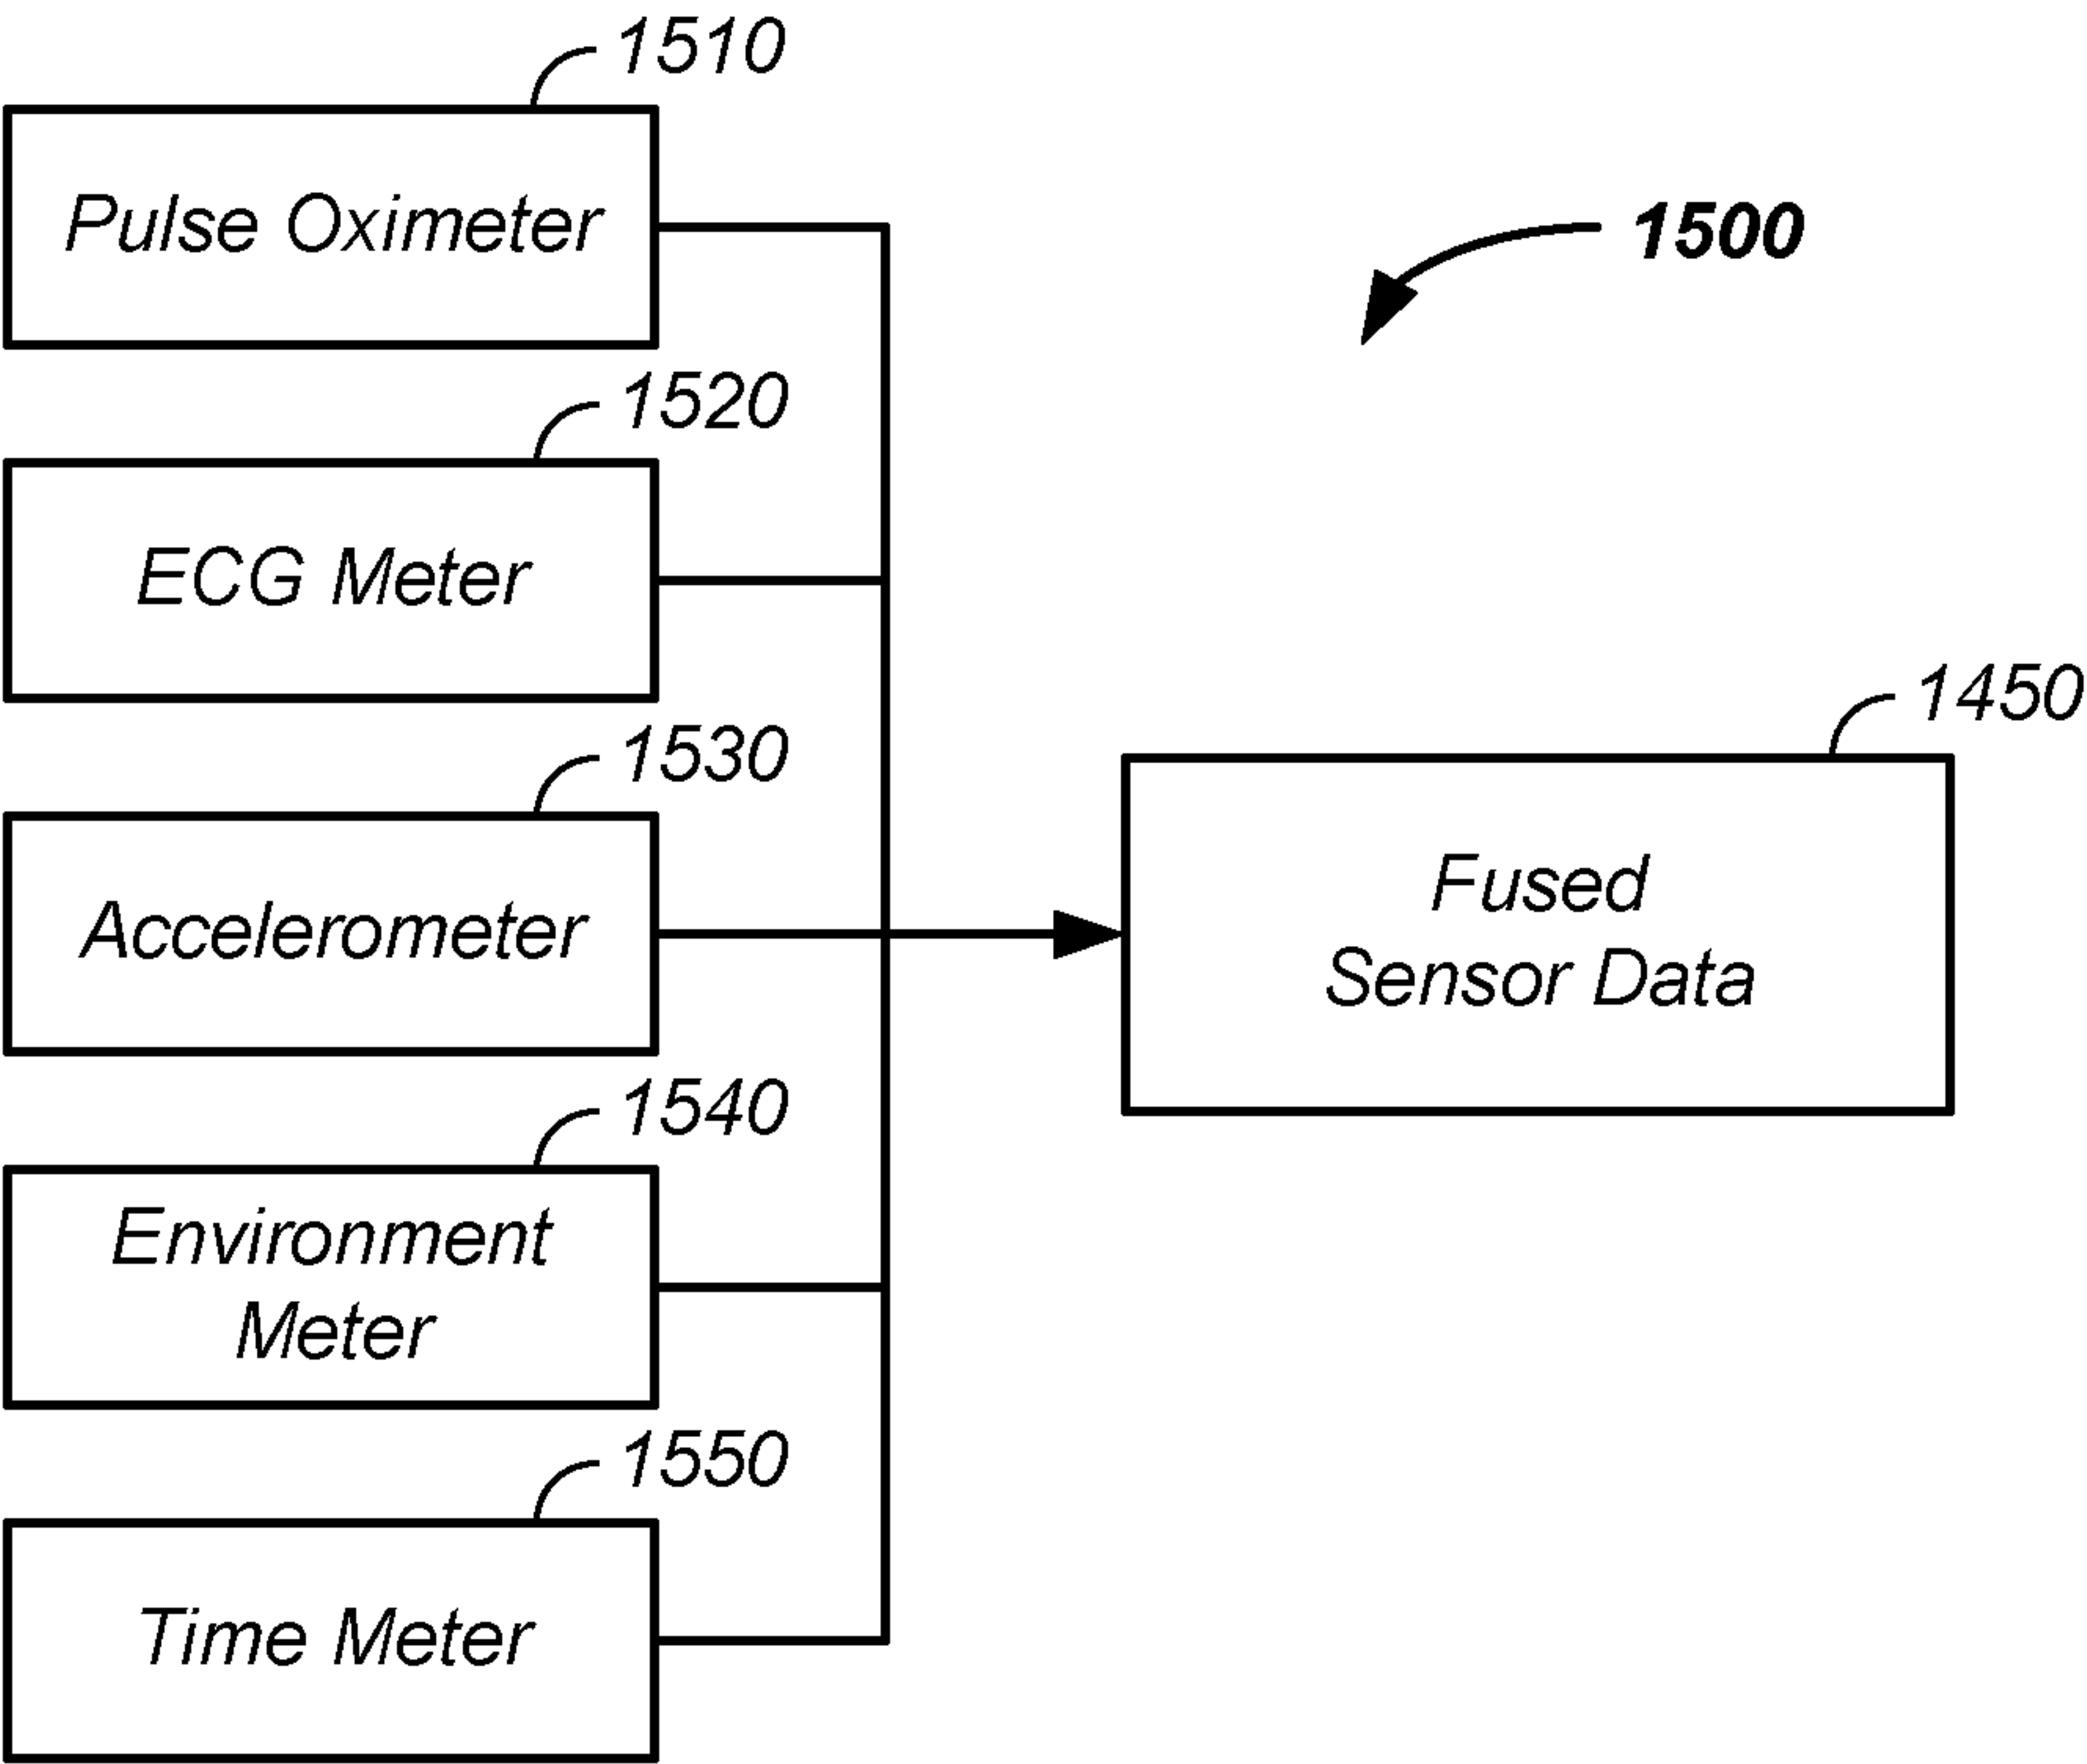 1510
Pulse Oximeter
1500
1520
ECG Meter
1450
1530
Fused
Sensor Data
Accelerometer
1540
Environment
Meter
1550
Time Meter